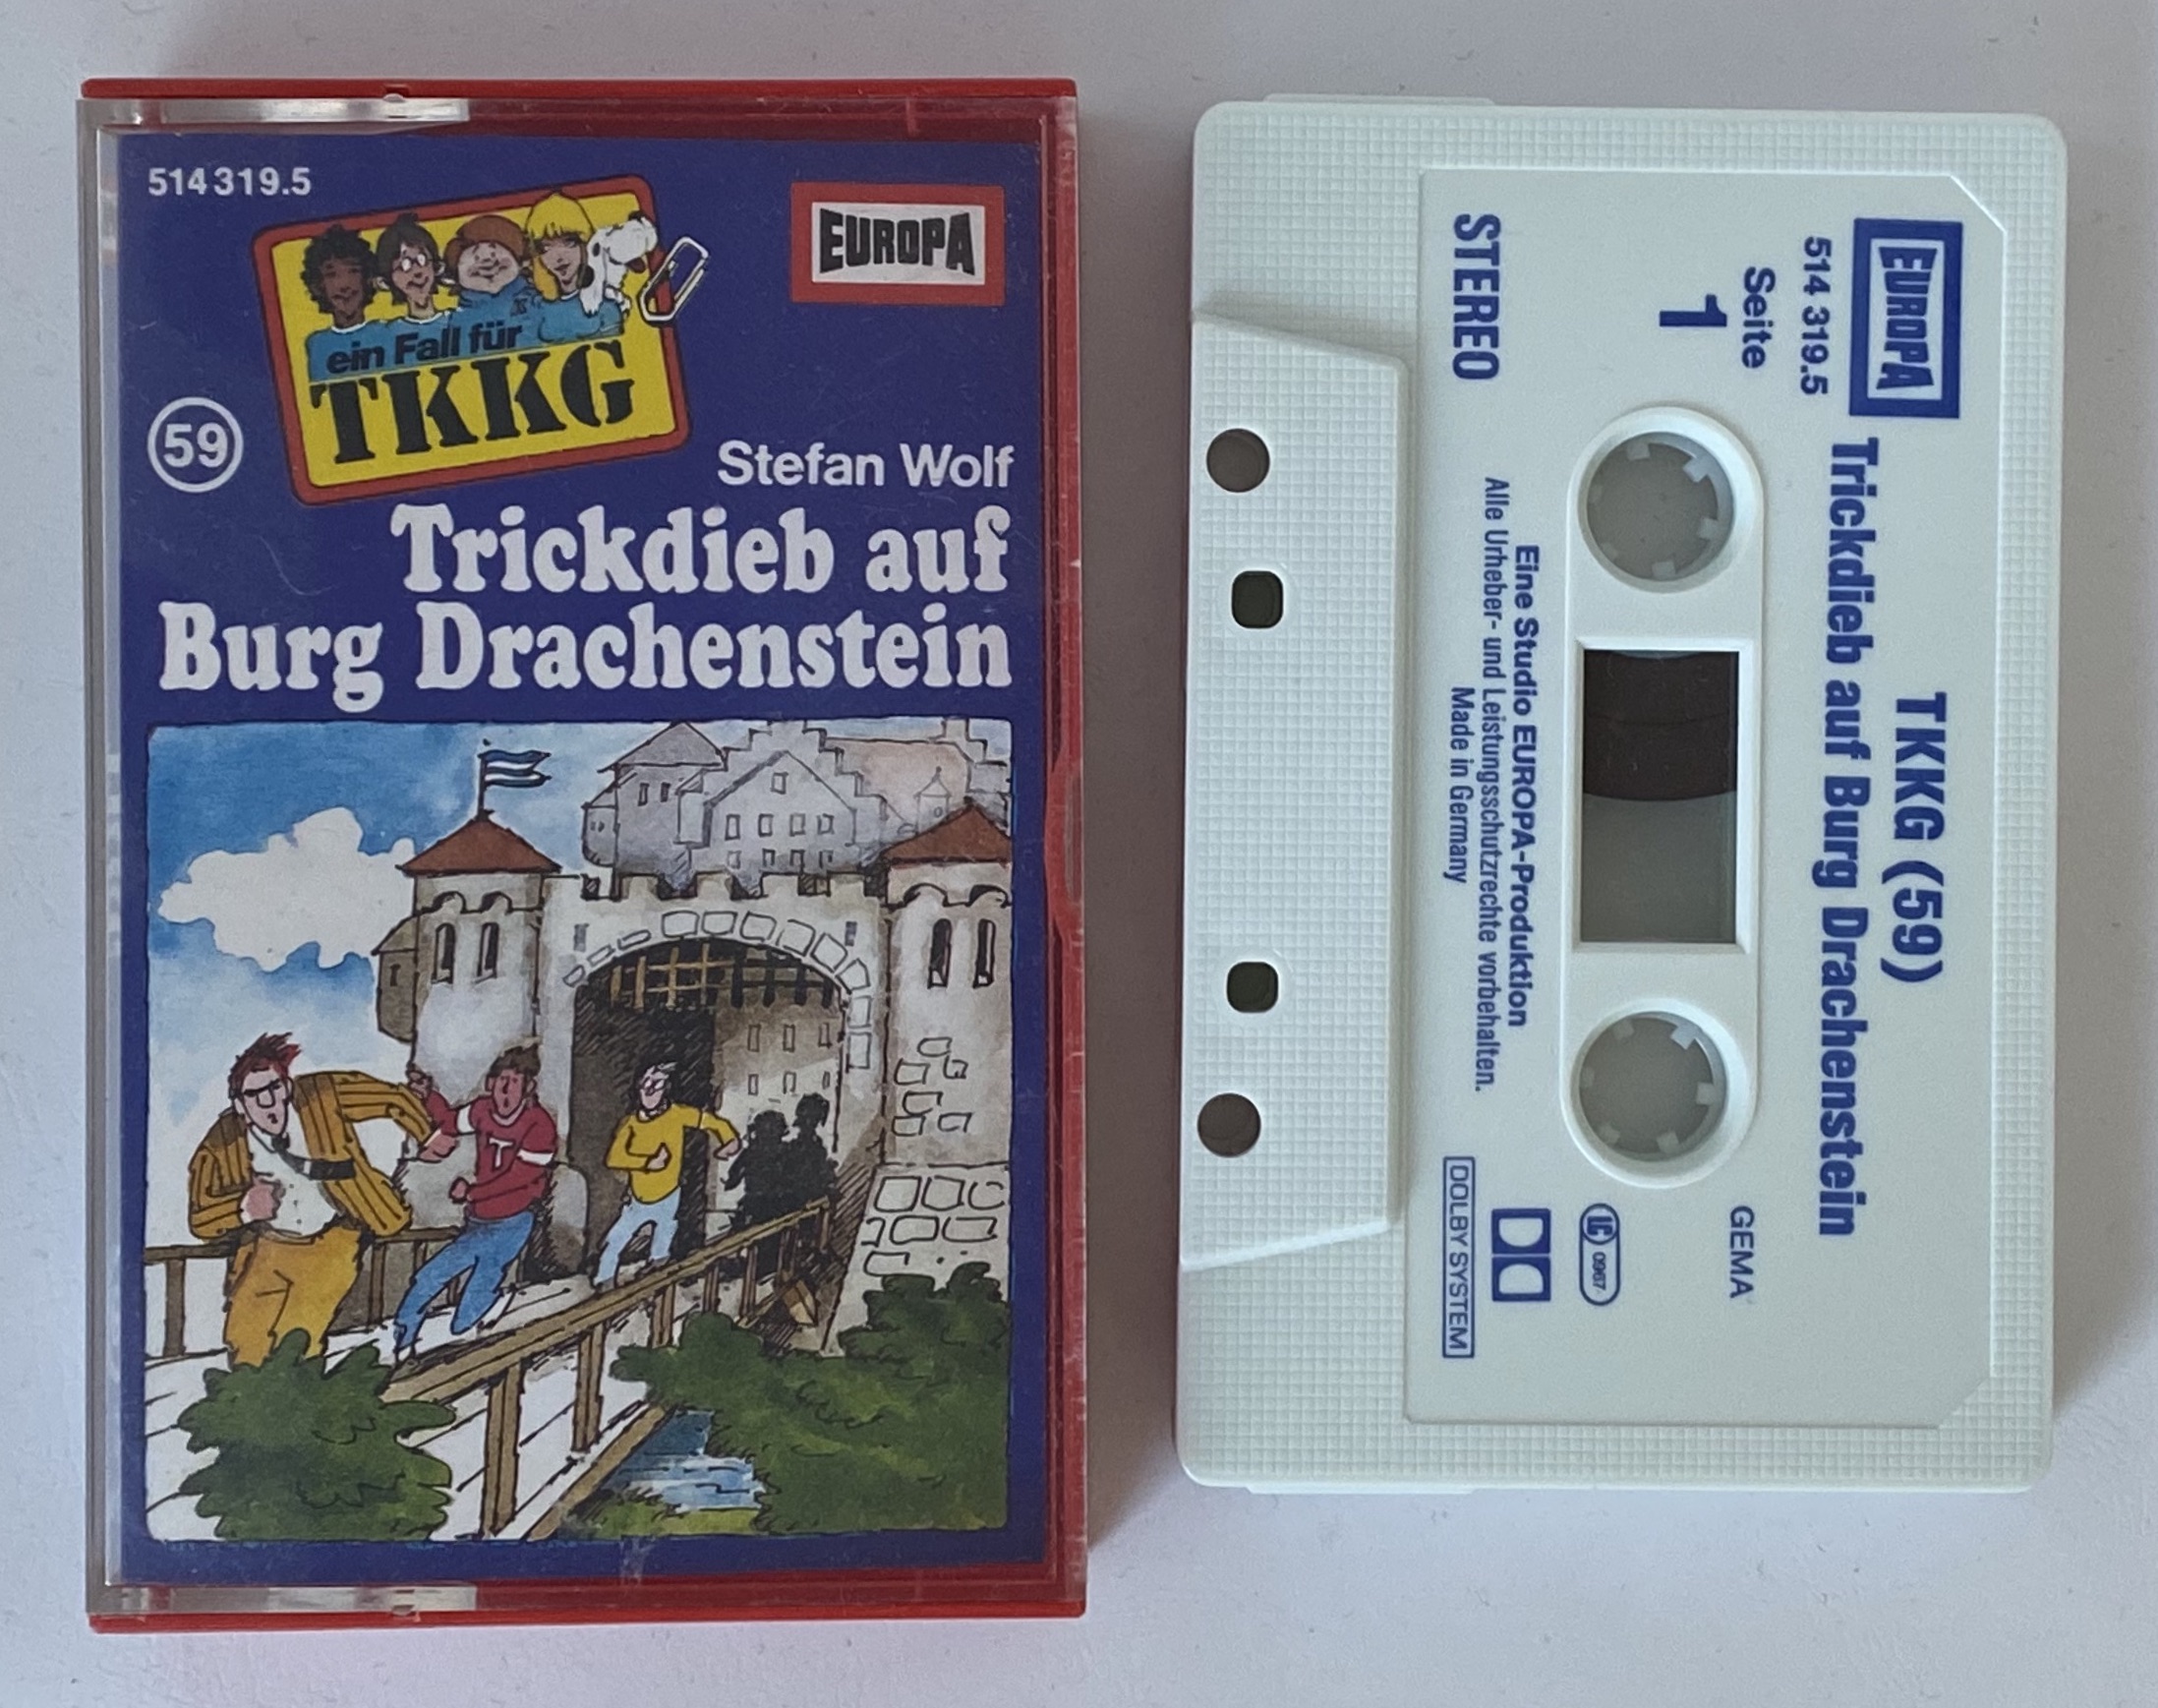 514 319.5
EUROPA
ein Fall für
TKKG
59
Stefan Wolf
Trickdieb auf
Burg Drachenstein
T
EUROPA
514 319.5
Seite
1
STEREO
TKKG (59)
Trickdieb auf Burg Drachenstein
GEMA
LC 0967
Eine Studio EUROPA-Produktion
Alle Urheber- und Leistungsschutzrechte vorbehalten.
Made in Germany
DOLBY SYSTEM